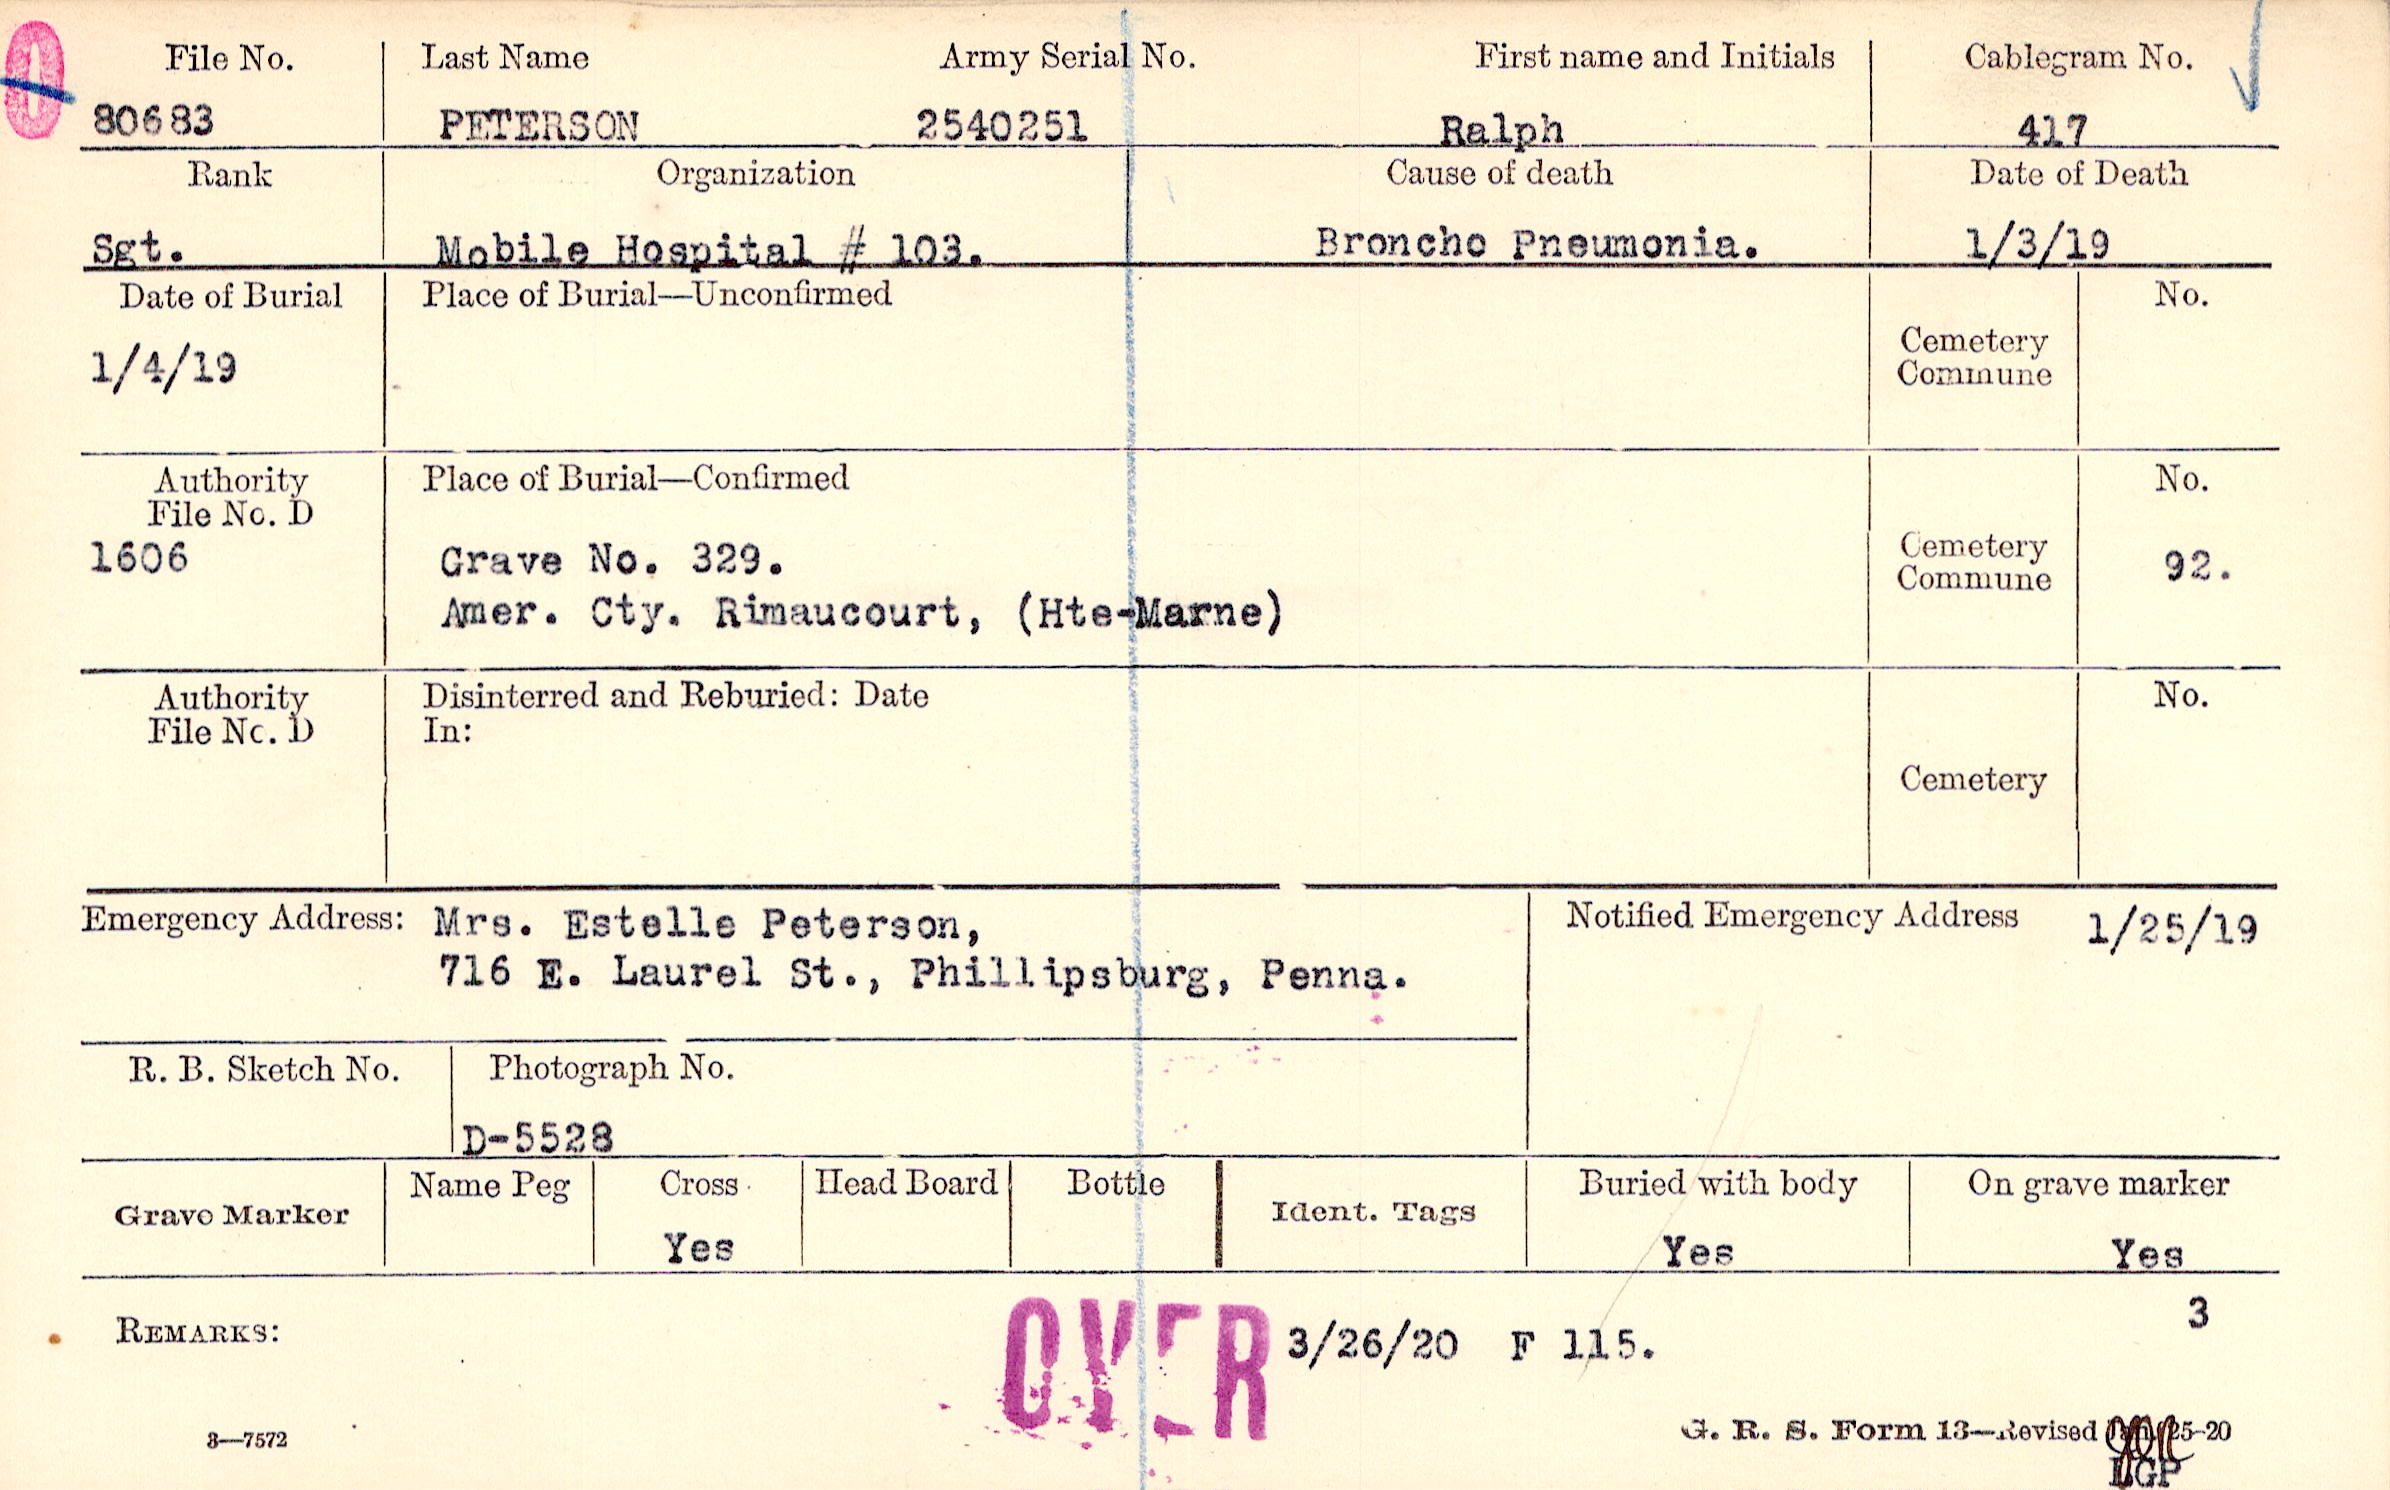 File No. Last Name Army Serial No. First name and Initials Cablegram No.
80683 PETERSON 2540251 Ralph 417
Rank Organization Cause of death Date of Death
Sgt. Mobile Hospital # 103. Broncho Pneumonia. 1/3/19
Date of Burial Place of Burial—Unconfirmed No.
1/4/19 Cemetery
Commune
Authority Place of Burial—Confirmed No.
File No. D
1606 Grave No. 329. Cemetery
Commune 92.
Amer. Cty. Rimaucourt, (Hte-Marne)
Authority Disinterred and Reburied: Date No.
File No. D In:
Cemetery
Emergency Address: Mrs. Estelle Peterson, Notified Emergency Address 1/25/19
716 E. Laurel St., Phillipsburg, Penna.
R. B. Sketch No. Photograph No.
D-5528
Grave Marker Name Peg Cross Head Board Bottle Ident. Tags Buried with body On grave marker
Yes Yes Yes
3
REMARKS: OVER 3/26/20 F 115.
3—7572 G. R. S. Form 13—Revised 25-20